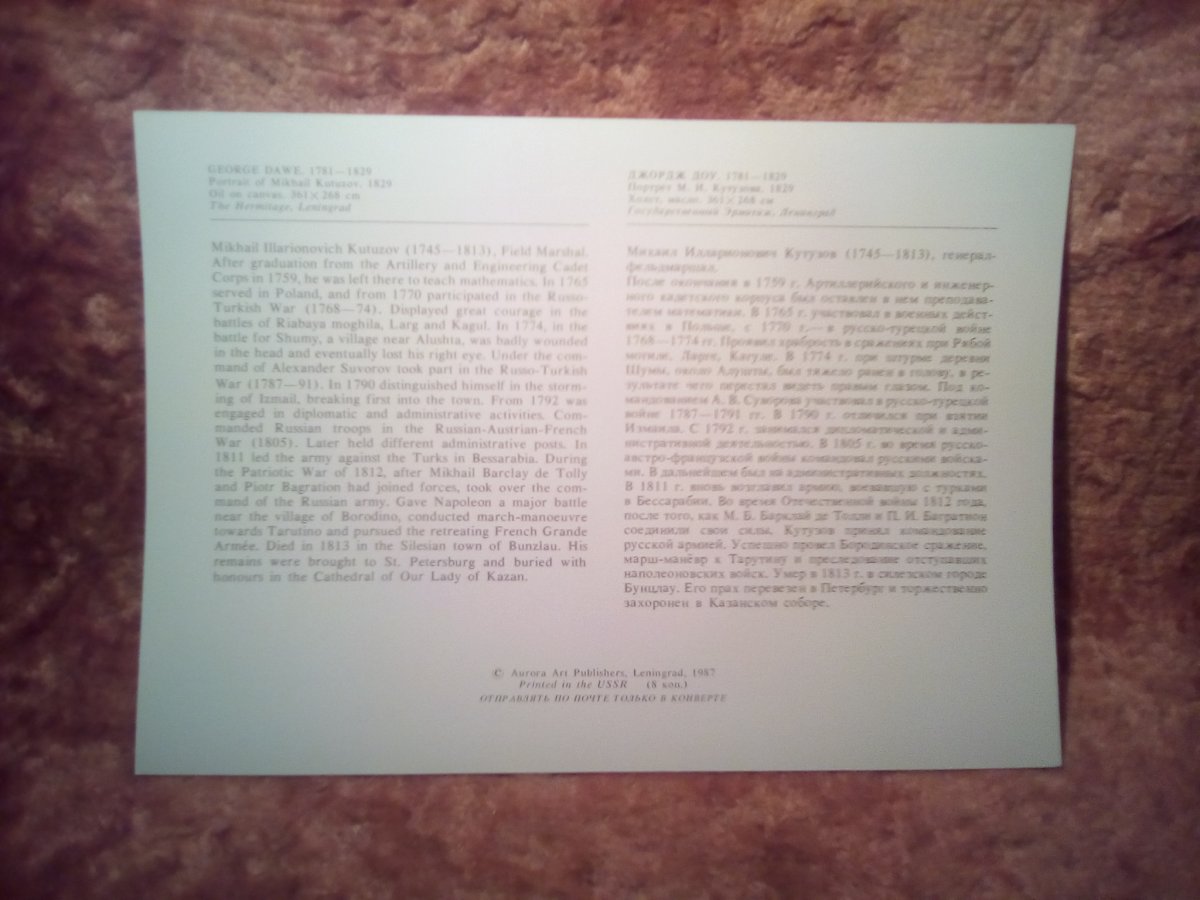 GEORGE DAWE. 1781—1829
Portrait of Mikhail Kutuzov. 1829
Oil on canvas. 361×268 cm
The Hermitage, Leningrad
Mikhail Illarionovich Kutuzov (1745—1813), Field Marshal.
After graduation from the Artillery and Engineering Cadet
Corps in 1759, he was left there to teach mathematics. In 1765
served in Poland, and from 1770 participated in the Russo-
Turkish War (1768—74). Displayed great courage in the
battles of Riabaya moghila, Larg and Kagul. In 1774, in the
battle for Shumy, a village near Alushta, was badly wounded
in the head and eventually lost his right eye. Under the com-
mand of Alexander Suvorov took part in the Russo-Turkish
War (1787—91). In 1790 distinguished himself in the storm-
ing of Izmail, breaking first into the town. From 1792 was
engaged in diplomatic and administrative activities. Com-
manded Russian troops in the Russian-Austrian-French
War (1805). Later held different administrative posts. In
1811 led the army against the Turks in Bessarabia. During
the Patriotic War of 1812, after Mikhail Barclay de Tolly
and Piotr Bagration had joined forces, took over the com-
mand of the Russian army. Gave Napoleon a major battle
near the village of Borodino, conducted march-manoeuvre
towards Tarutino and pursued the retreating French Grande
Armée. Died in 1813 in the Silesian town of Bunzlau. His
remains were brought to St. Petersburg and buried with
honours in the Cathedral of Our Lady of Kazan.
ДЖОРДЖ ДОУ. 1781—1829
Портрет М. И. Кутузова. 1829
Холст, масло. 361×268 см
Государственный Эрмитаж, Ленинград
Михаил Илларионович Кутузов (1745—1813), генерал-
фельдмаршал.
После окончания в 1759 г. Артиллерийского и инженер-
ного кадетского корпуса был оставлен в нем преподава-
телем математики. В 1765 г. участвовал в военных дейст-
виях в Польше, с 1770 г.— в русско-турецкой войне
1768—1774 гг. Проявил храбрость в сражениях при Рябой
могиле, Ларге, Кагуле. В 1774 г. при штурме деревни
Шумы, около Алушты, был тяжело ранен в голову, в ре-
зультате чего перестал видеть правым глазом. Под ко-
мандованием А. В. Суворова участвовал в русско-турецкой
войне 1787—1791 гг. В 1790 г. отличился при взятии
Измаила. С 1792 г. занимался дипломатической и адми-
нистративной деятельностью. В 1805 г. во время русско-
австро-французской войны командовал русскими войска-
ми. В дальнейшем был на административных должностях.
В 1811 г. вновь возглавил армию, воевавшую с турками
в Бессарабии. Во время Отечественной войны 1812 года,
после того, как М. Б. Барклай де Толли и П. И. Багратион
соединили свои силы, Кутузов принял командование
русской армией. Успешно провел Бородинское сражение,
марш-манёвр к Тарутину и преследование отступавших
наполеоновских войск. Умер в 1813 г. в силезском городе
Бунцлау. Его прах перевезен в Петербург и торжественно
захоронен в Казанском соборе.
© Aurora Art Publishers, Leningrad, 1987
Printed in the USSR (8 коп.)
ОТПРАВЛЯТЬ ПО ПОЧТЕ ТОЛЬКО В КОНВЕРТЕ